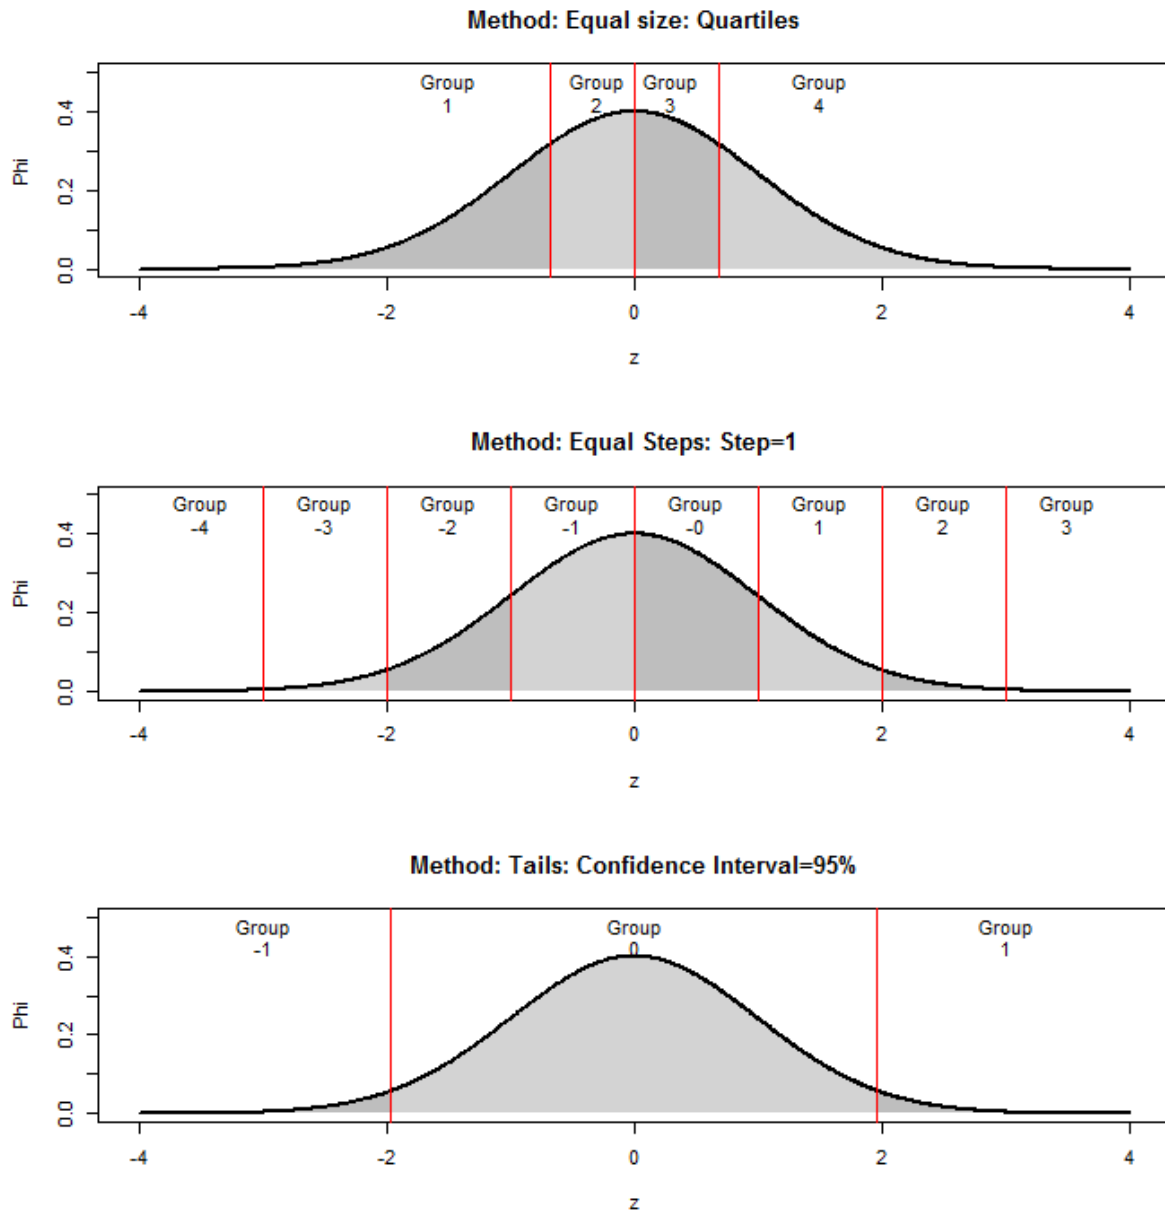 Method: Equal size: Quartiles
Group Group Group Group
1 2 3 4
Phi
0.4
0.2
0.0
-4 -2 0 2 4
z
Method: Equal Steps: Step=1
Group Group Group Group Group Group Group Group
-4 -3 -2 -1 -0 1 2 3
Phi
0.4
0.2
0.0
-4 -2 0 2 4
z
Method: Tails: Confidence Interval=95%
Group Group Group
-1 0 1
Phi
0.4
0.2
0.0
-4 -2 0 2 4
z